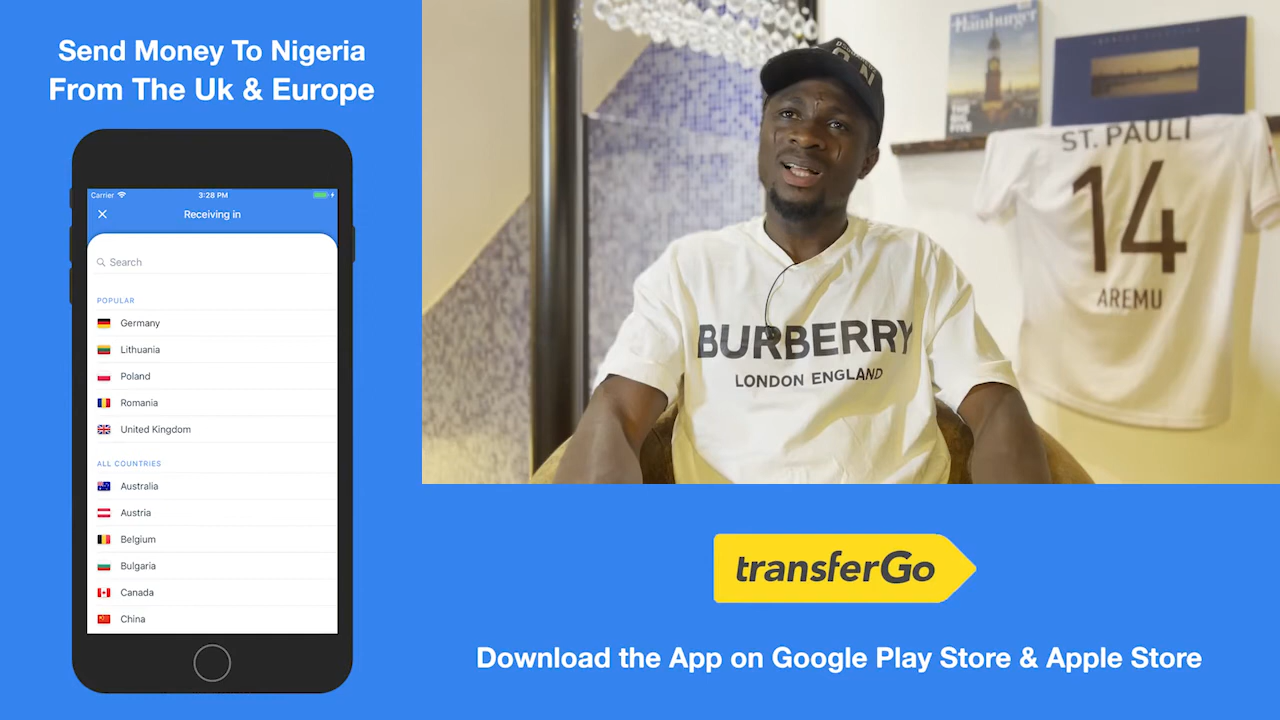 Send Money To Nigeria
From The Uk & Europe
Carrier
3:28 PM
Receiving in
Search
POPULAR
Germany
Lithuania
Poland
Romania
United Kingdom
ALL COUNTRIES
Australia
Austria
Belgium
Bulgaria
Canada
China
Hamburger
ST. PAULI
14
AREMU
BURBERRY
LONDON ENGLAND
transferGo
Download the App on Google Play Store & Apple Store